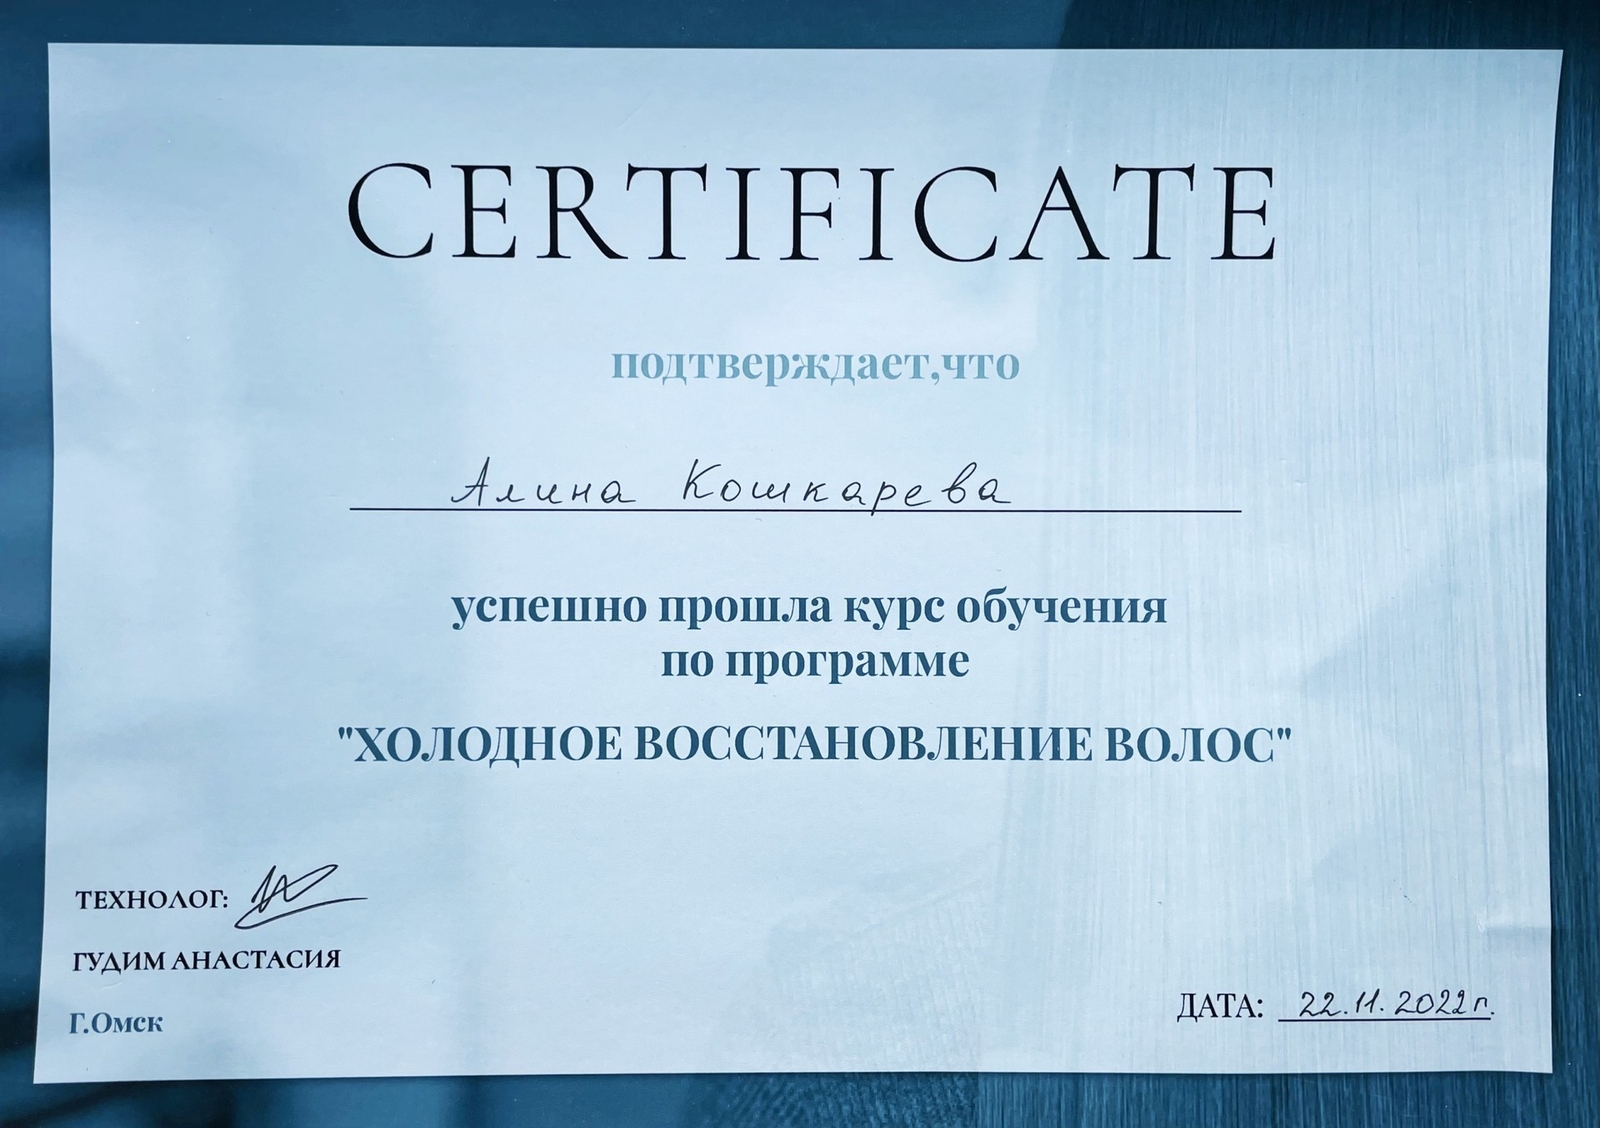 CERTIFICATE
подтверждает,что
Алина Кошкарева
успешно прошла курс обучения
по программе
"ХОЛОДНОЕ ВОССТАНОВЛЕНИЕ ВОЛОС"
ТЕХНОЛОГ:
ГУДИМ АНАСТАСИЯ
Г.Омск
ДАТА: 22.11.2022г.